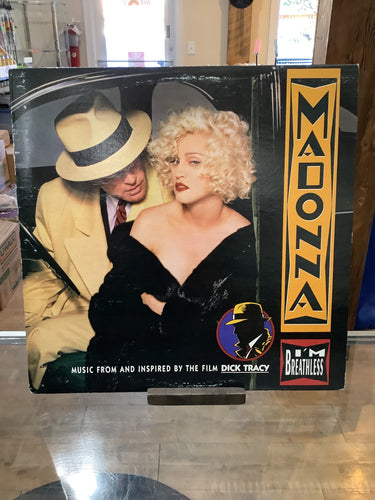 MADONNA
I'M
BREATHLESS
MUSIC FROM AND INSPIRED BY THE FILM DICK TRACY